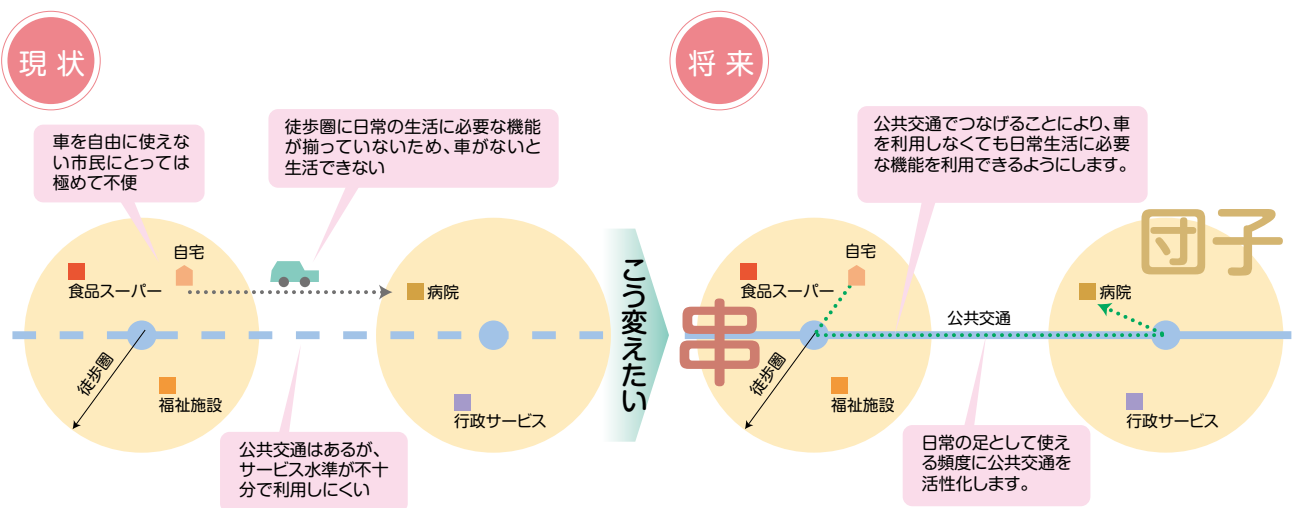 現状
車を自由に使えな
い市民にとっては
極めて不便
徒歩圏に日常の生活に必要な機能
が揃っていないため、車がないと
生活できない
自宅
食品スーパー
病院
徒歩圏
福祉施設
行政サービス
公共交通はあるが、
サービス水準が不十
分で利用しにくい
こう変えたい
将来
公共交通でつなげることにより、車
を利用しなくても日常生活に必要
な機能を利用できるようにします。
団子
自宅
食品スーパー
病院
串
公共交通
徒歩圏
福祉施設
行政サービス
日常の足として使え
る頻度に公共交通を
活性化します。